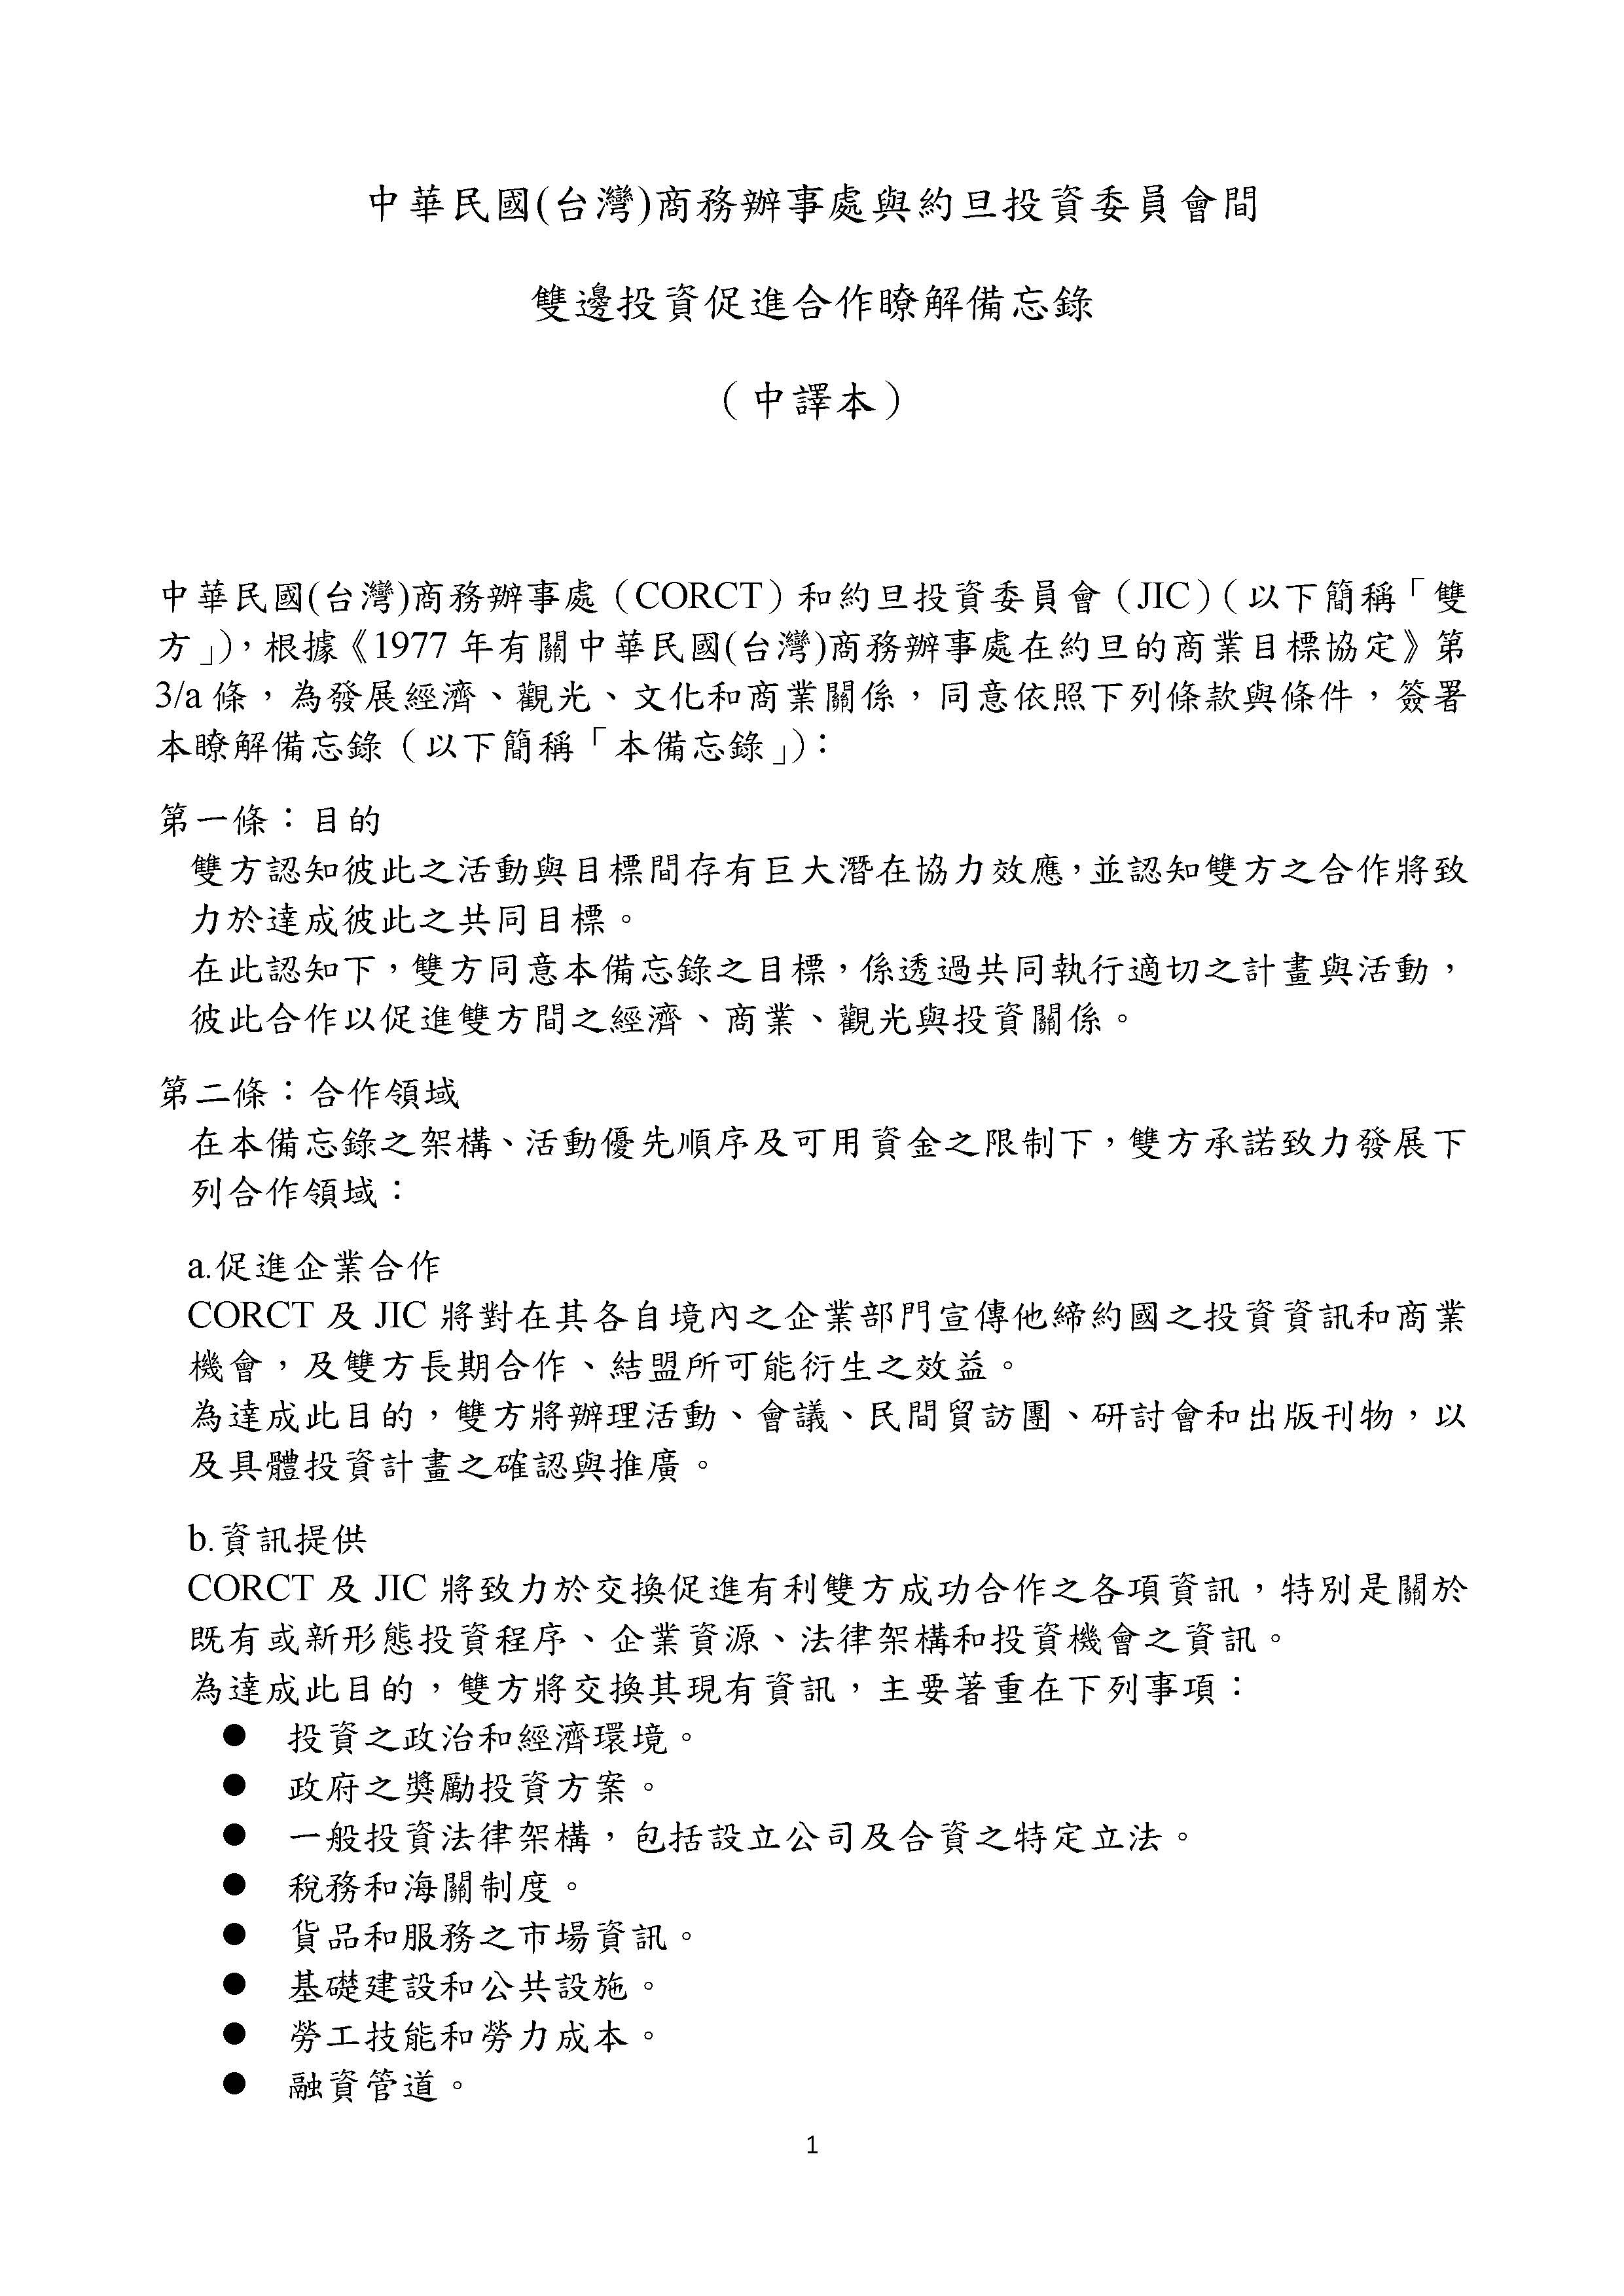 中華民國(台灣)商務辦事處與約旦投資委員會間
雙邊投資促進合作瞭解備忘錄
（中譯本）
中華民國(台灣)商務辦事處（CORCT）和約旦投資委員會（JIC）（以下簡稱「雙
方」），根據《1977 年有關中華民國(台灣)商務辦事處在約旦的商業目標協定》第
3/a 條，為發展經濟、觀光、文化和商業關係，同意依照下列條款與條件，簽署
本瞭解備忘錄（以下簡稱「本備忘錄」）：
第一條：目的
雙方認知彼此之活動與目標間存有巨大潛在協力效應，並認知雙方之合作將致
力於達成彼此之共同目標。
在此認知下，雙方同意本備忘錄之目標，係透過共同執行適切之計畫與活動，
彼此合作以促進雙方間之經濟、商業、觀光與投資關係。
第二條：合作領域
在本備忘錄之架構、活動優先順序及可用資金之限制下，雙方承諾致力發展下
列合作領域：
a.促進企業合作
CORCT 及 JIC 將對在其各自境內之企業部門宣傳他締約國之投資資訊和商業
機會，及雙方長期合作、結盟所可能衍生之效益。
為達成此目的，雙方將辦理活動、會議、民間貿訪團、研討會和出版刊物，以
及具體投資計畫之確認與推廣。
b.資訊提供
CORCT 及 JIC 將致力於交換促進有利雙方成功合作之各項資訊，特別是關於
既有或新形態投資程序、企業資源、法律架構和投資機會之資訊。
為達成此目的，雙方將交換其現有資訊，主要著重在下列事項：
● 投資之政治和經濟環境。
● 政府之獎勵投資方案。
● 一般投資法律架構，包括設立公司及合資之特定立法。
● 稅務和海關制度。
● 貨品和服務之市場資訊。
● 基礎建設和公共設施。
● 勞工技能和勞力成本。
● 融資管道。
1